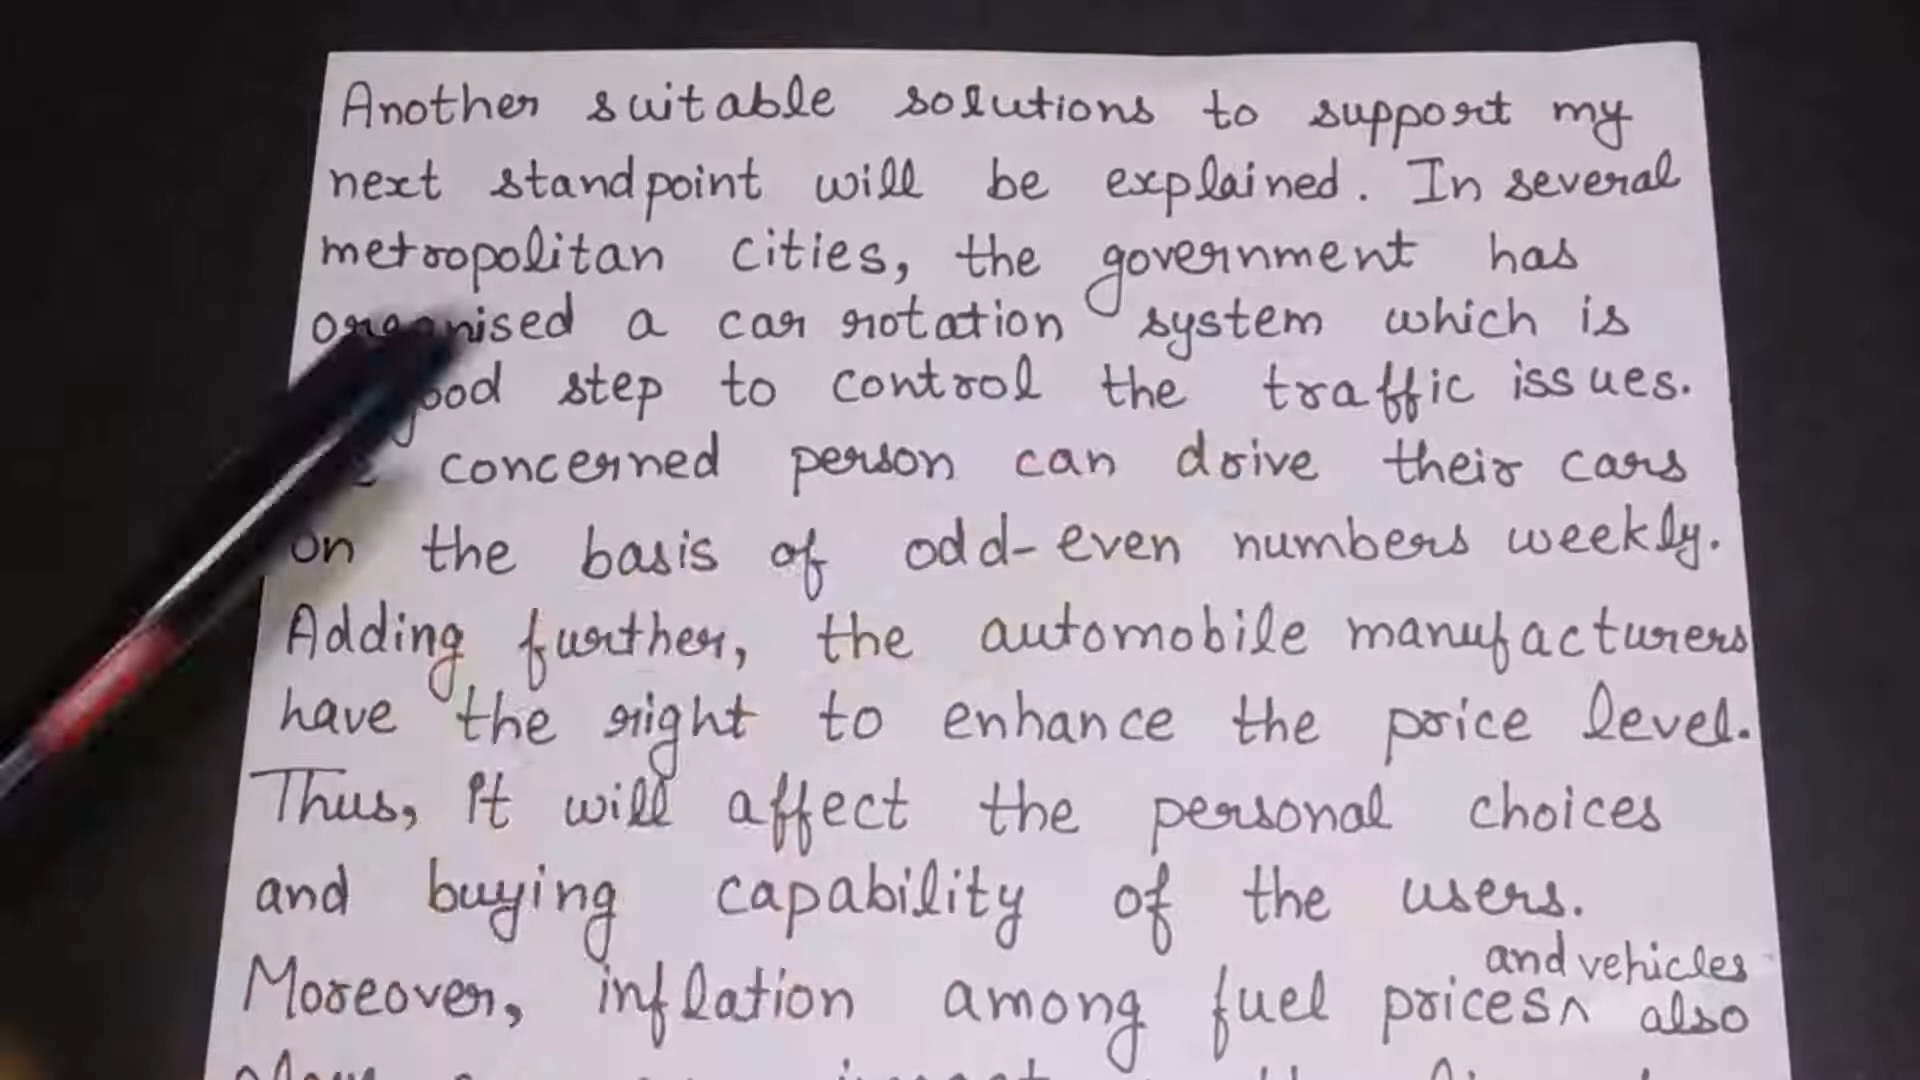 Another suitable solutions to support my
next standpoint will be explained. In several
metropolitan cities, the government has
organised a car rotation system which is
good step to control the traffic issues.
concerned person can drive their cars
on the basis of odd-even numbers weekly.
Adding further, the automobile manufacturers
have the right to enhance the price level.
Thus, It will affect the personal choices
and buying capability of the users.
and vehicles
Moreover, inflation among fuel prices^ also